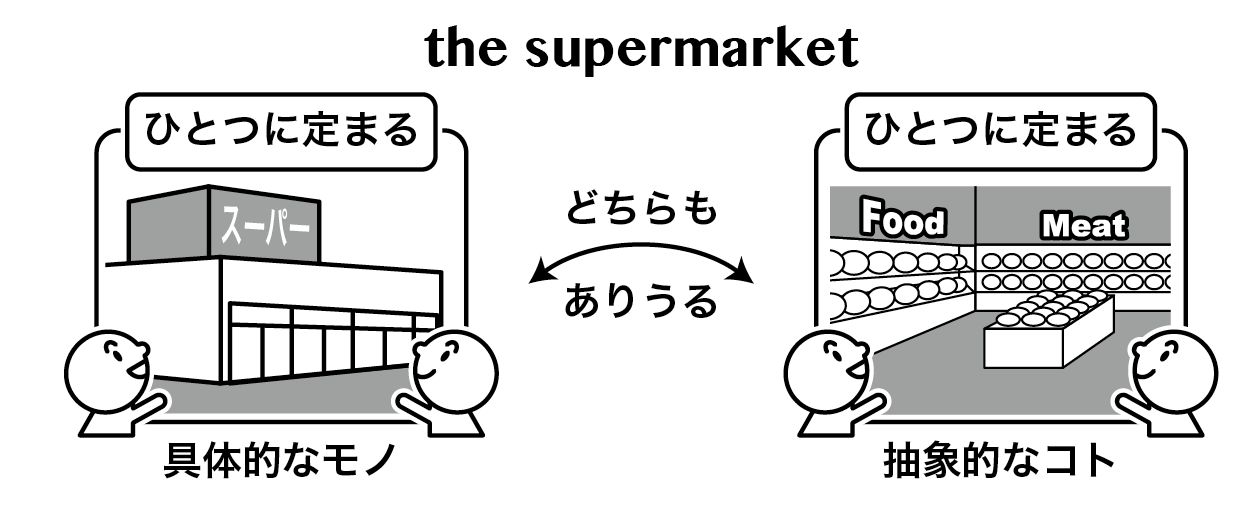 the supermarket
ひとつに定まる
スーパー
具体的なモノ
どちらも
ありうる
ひとつに定まる
Food
Meat
抽象的なコト